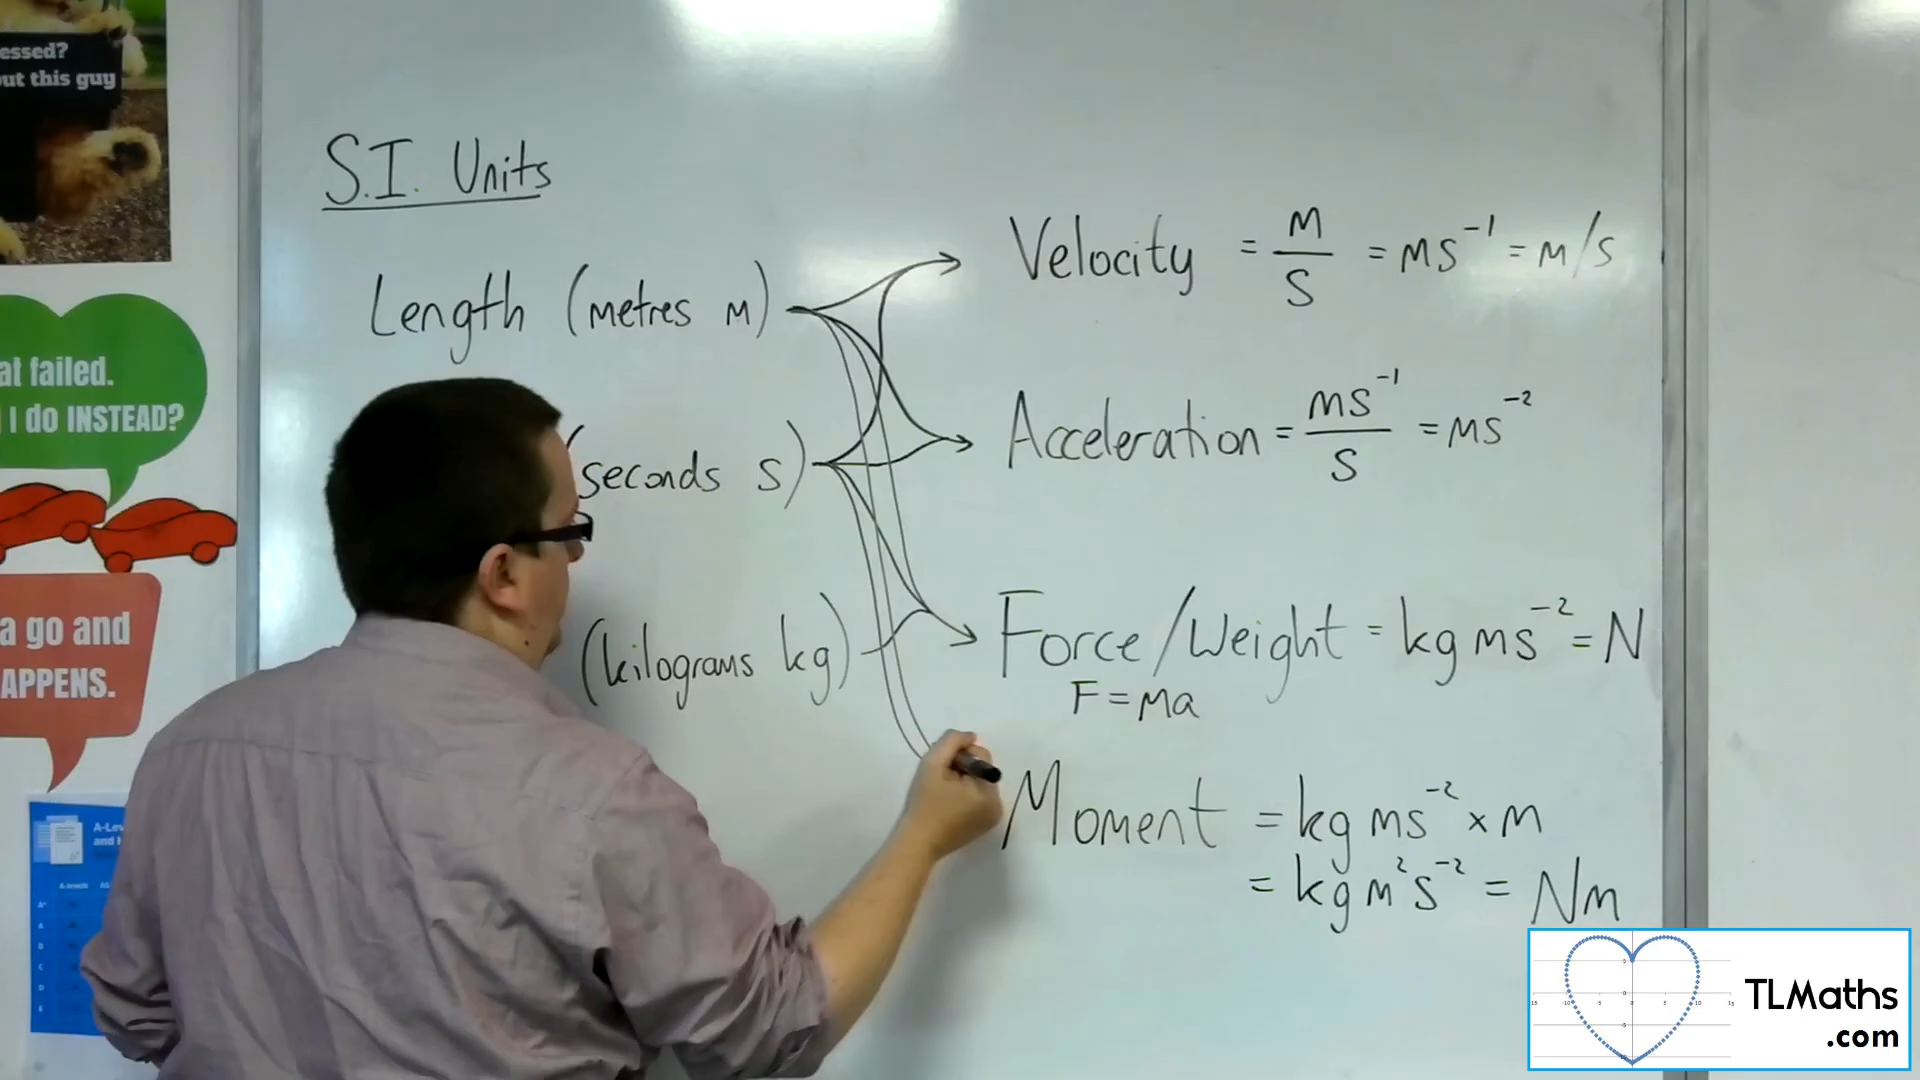 essed?
out this guy
at failed.
I do INSTEAD?
a go and
APPENS.
S.I. Units
Length (metres m)
(seconds s)
(kilograms kg)
Velocity = m/s = ms⁻¹ = m/s
Acceleration = ms⁻¹/s = ms⁻²
Force/Weight = kg ms⁻² = N
F = ma
Moment = kg ms⁻² × m
= kg m²s⁻² = Nm
TLMaths
.com